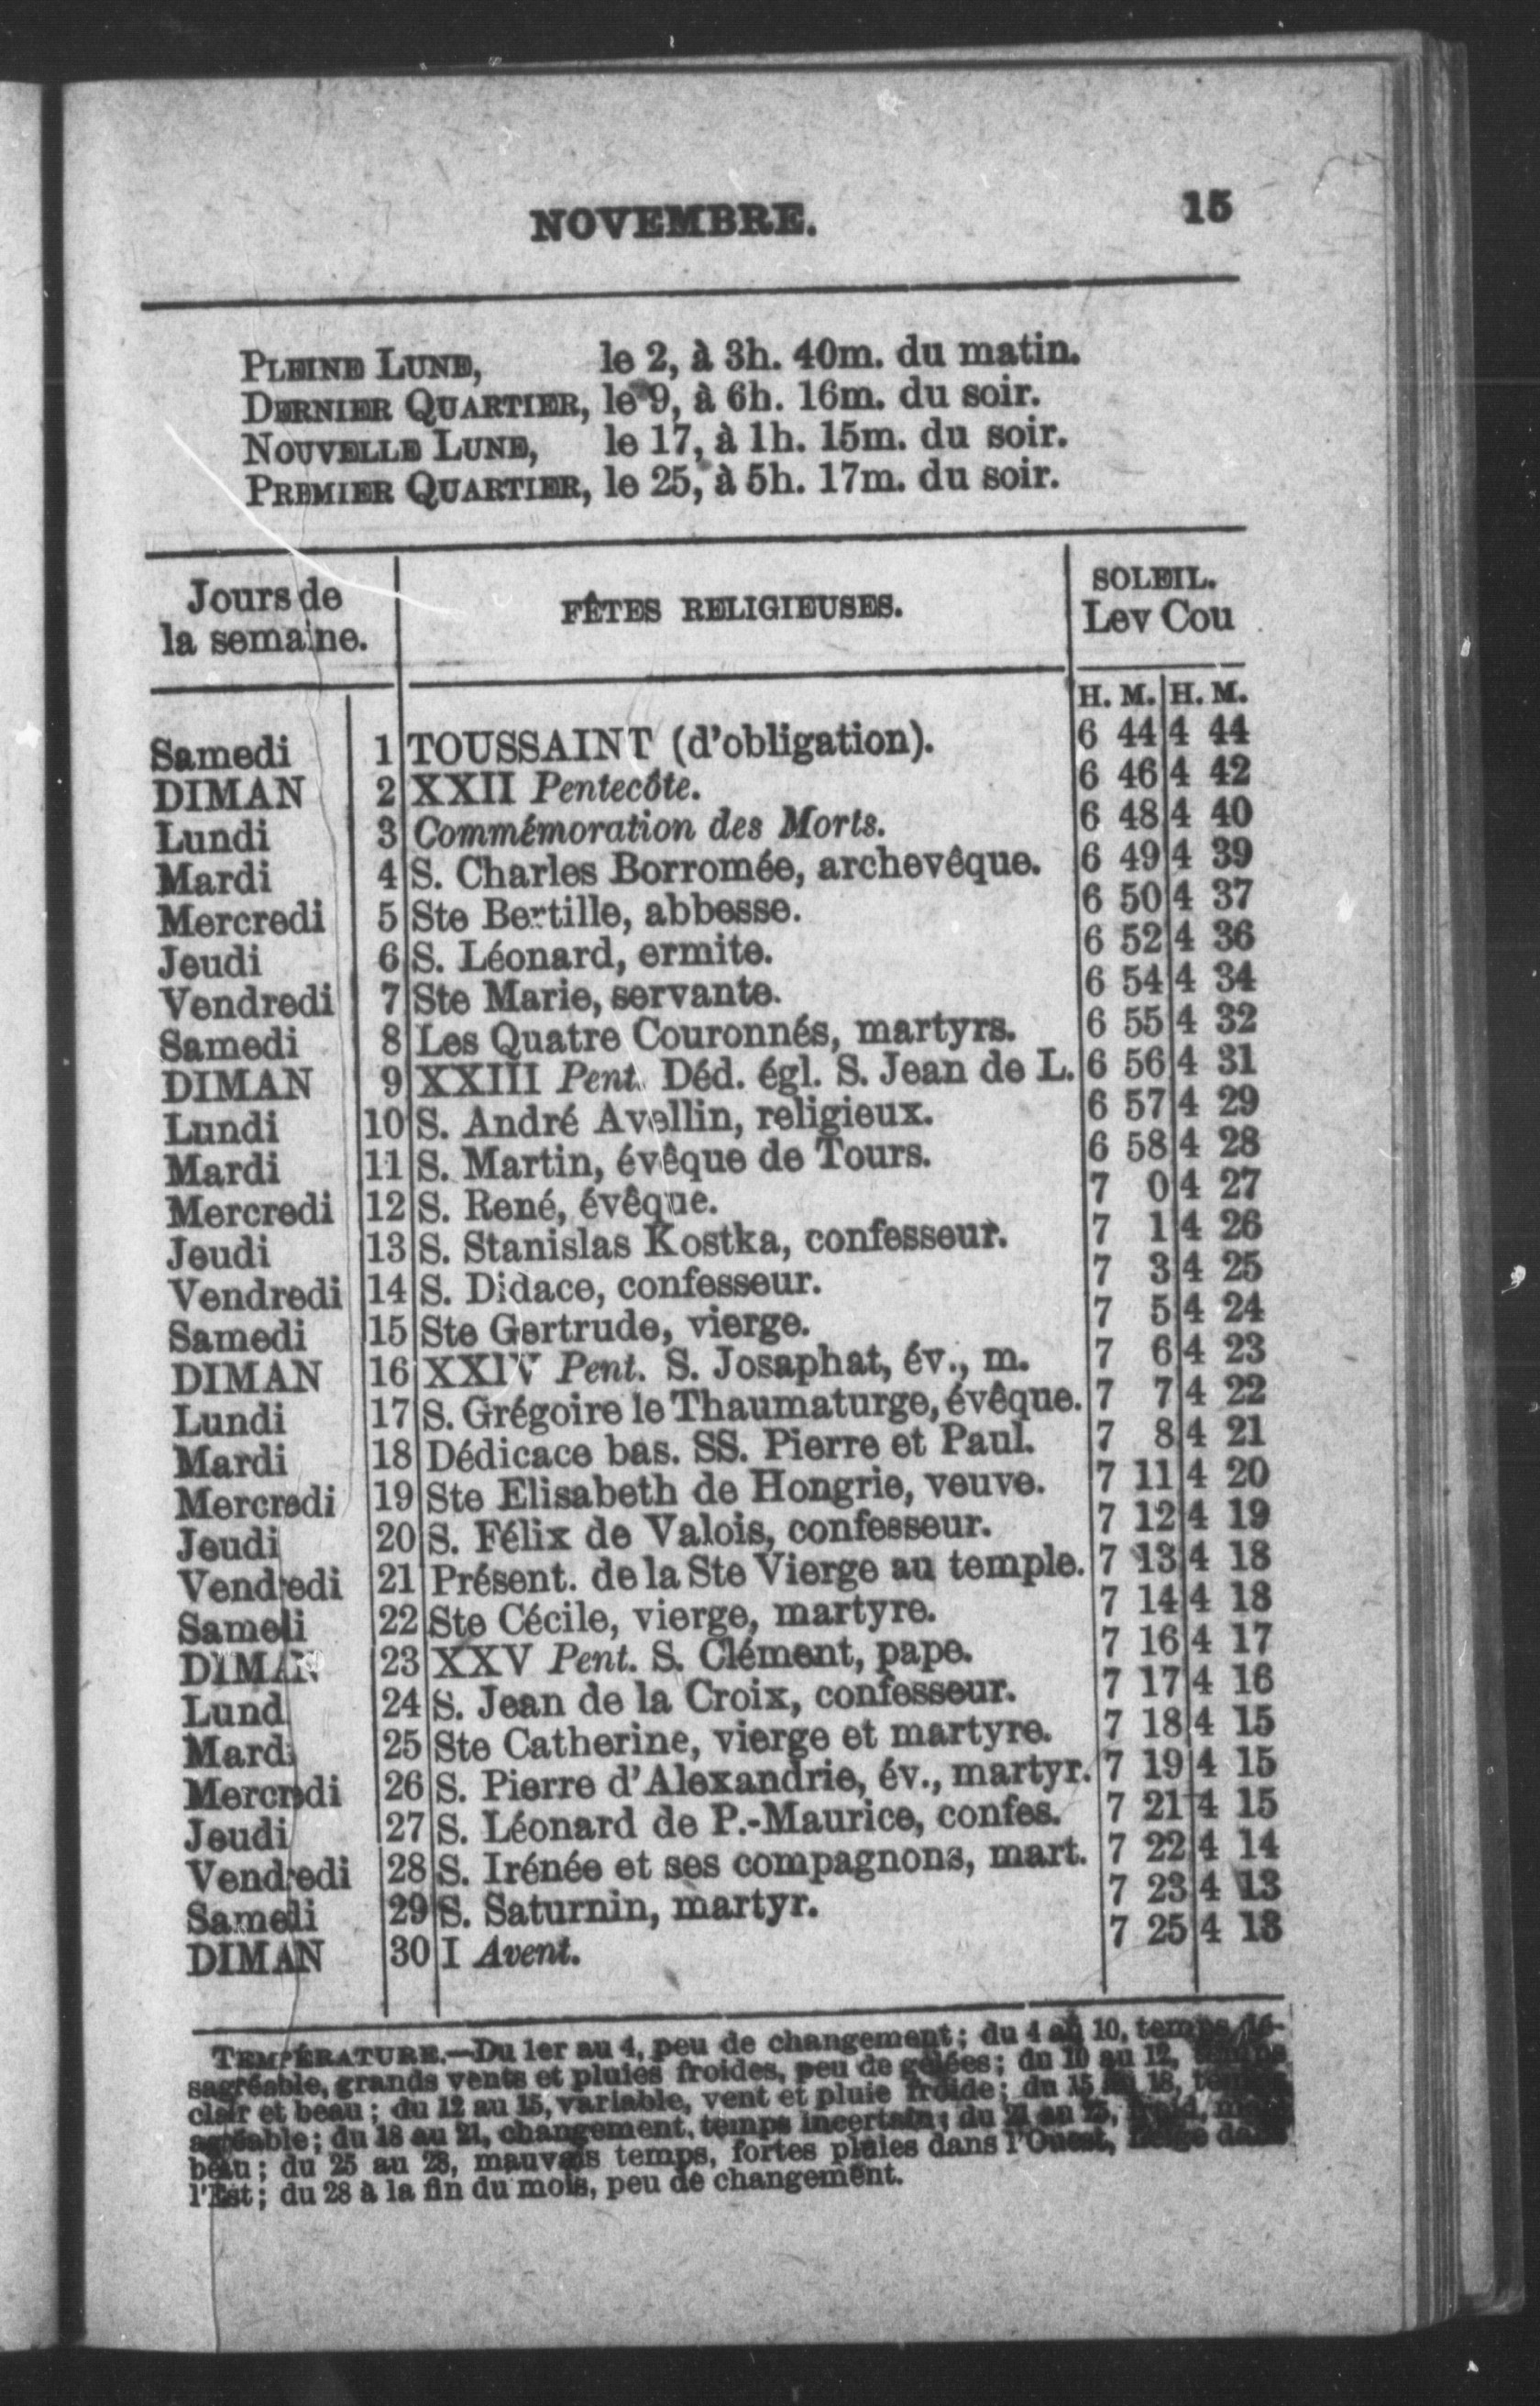 NOVEMBRE. 15
PLEINE LUNE, le 2, à 3h. 40m. du matin.
DERNIER QUARTIER, le 9, à 6h. 16m. du soir.
NOUVELLE LUNE, le 17, à 1h. 15m. du soir.
PREMIER QUARTIER, le 25, à 5h. 17m. du soir.
Jours de la semaine. FÊTES RELIGIEUSES. SOLEIL. Lev Cou
H. M. H. M.
Samedi 1 TOUSSAINT (d'obligation). 6 44 4 44
DIMAN 2 XXII Pentecôte. 6 46 4 42
Lundi 3 Commémoration des Morts. 6 48 4 40
Mardi 4 S. Charles Borromée, archevêque. 6 49 4 39
Mercredi 5 Ste Bertille, abbesse. 6 50 4 37
Jeudi 6 S. Léonard, ermite. 6 52 4 36
Vendredi 7 Ste Marie, servante. 6 54 4 34
Samedi 8 Les Quatre Couronnés, martyrs. 6 55 4 32
DIMAN 9 XXIII Pent. Déd. égl. S. Jean de L. 6 56 4 31
Lundi 10 S. André Avellin, religieux. 6 57 4 29
Mardi 11 S. Martin, évêque de Tours. 6 58 4 28
Mercredi 12 S. René, évêque. 7 0 4 27
Jeudi 13 S. Stanislas Kostka, confesseur. 7 1 4 26
Vendredi 14 S. Didace, confesseur. 7 3 4 25
Samedi 15 Ste Gertrude, vierge. 7 5 4 24
DIMAN 16 XXIV Pent. S. Josaphat, év., m. 7 6 4 23
Lundi 17 S. Grégoire le Thaumaturge, évêque. 7 7 4 22
Mardi 18 Dédicace bas. SS. Pierre et Paul. 7 8 4 21
Mercredi 19 Ste Elisabeth de Hongrie, veuve. 7 11 4 20
Jeudi 20 S. Félix de Valois, confesseur. 7 12 4 19
Vendredi 21 Présent. de la Ste Vierge au temple. 7 13 4 18
Samedi 22 Ste Cécile, vierge, martyre. 7 14 4 18
DIMAN 23 XXV Pent. S. Clément, pape. 7 16 4 17
Lund 24 S. Jean de la Croix, confesseur. 7 17 4 16
Mardi 25 Ste Catherine, vierge et martyre. 7 18 4 15
Mercredi 26 S. Pierre d'Alexandrie, év., martyr. 7 19 4 15
Jeudi 27 S. Léonard de P.-Maurice, confes. 7 21 4 15
Vendredi 28 S. Irénée et ses compagnons, mart. 7 22 4 14
Samedi 29 S. Saturnin, martyr. 7 23 4 13
DIMAN 30 I Avent. 7 25 4 13
TEMPÉRATURE.—Du 1er au 4, peu de changement; du 4 au 10, temps
sagréable, grands vents et pluies froides, peu de gelées; du 10 au 12,
clair et beau; du 12 au 15, variable, vent et pluie froide; du 15 au 18,
agréable; du 18 au 21, changement, temps incertain; du 21 au 25, froid,
beau; du 25 au 28, mauvais temps, fortes pluies dans l'Ouest, neige dans
l'Est; du 28 à la fin du mois, peu de changement.